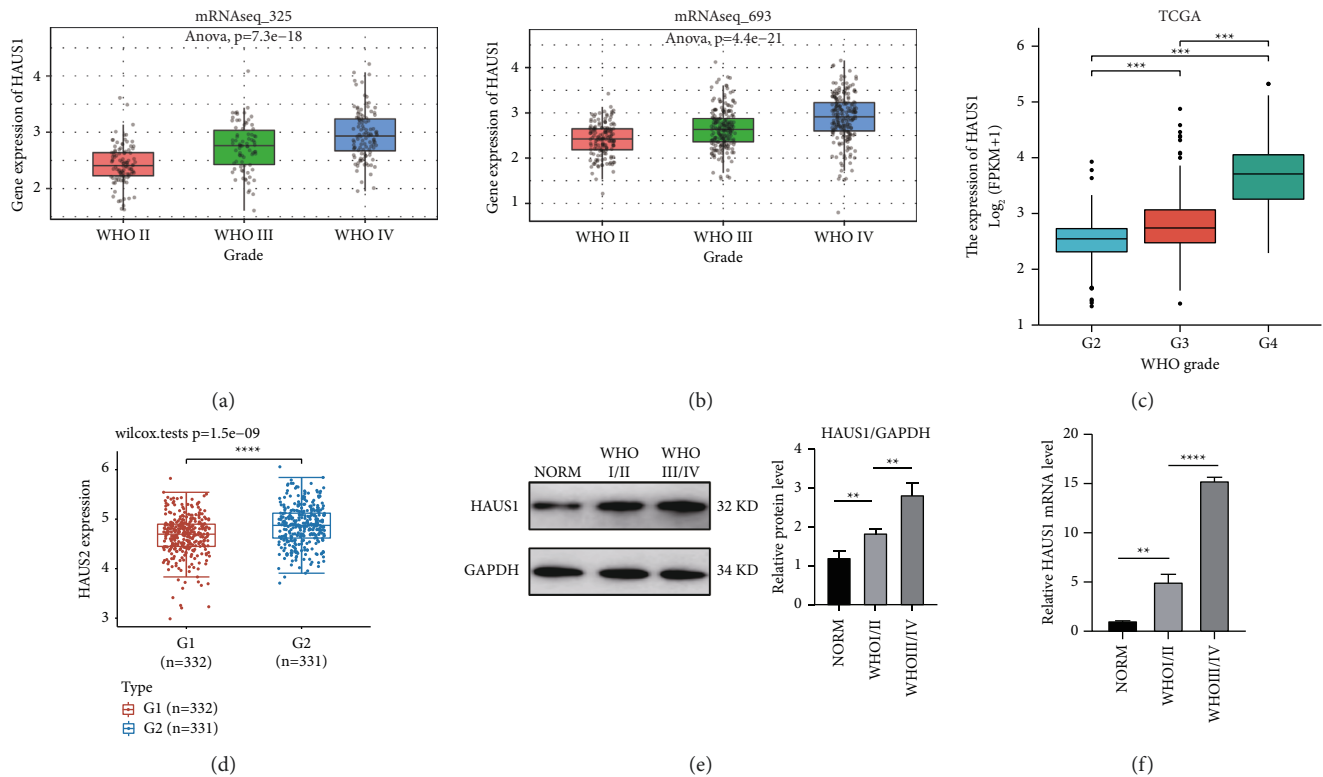 mRNAseq_325
Anova, p=7.3e−18
Gene expression of HAUS1
4
3
2
WHO II
WHO III
WHO IV
Grade
(a)
mRNAseq_693
Anova, p=4.4e−21
Gene expression of HAUS1
4
3
2
1
WHO II
WHO III
WHO IV
Grade
(b)
TCGA
The expression of HAUS1
Log2 (FPKM+1)
6
5
4
3
2
1
***
***
***
G2
G3
G4
WHO grade
(c)
wilcox.tests p=1.5e−09
****
HAUS2 expression
6
5
4
3
G1
(n=332)
G2
(n=331)
Type
G1 (n=332)
G2 (n=331)
(d)
NORM
WHO
I/II
WHO
III/IV
HAUS1
32 KD
GAPDH
34 KD
HAUS1/GAPDH
Relative protein level
4
3
2
1
0
**
**
NORM
WHOI/II
WHOIII/IV
(e)
Relative HAUS1 mRNA level
20
15
10
5
0
**
****
NORM
WHOI/II
WHOIII/IV
(f)